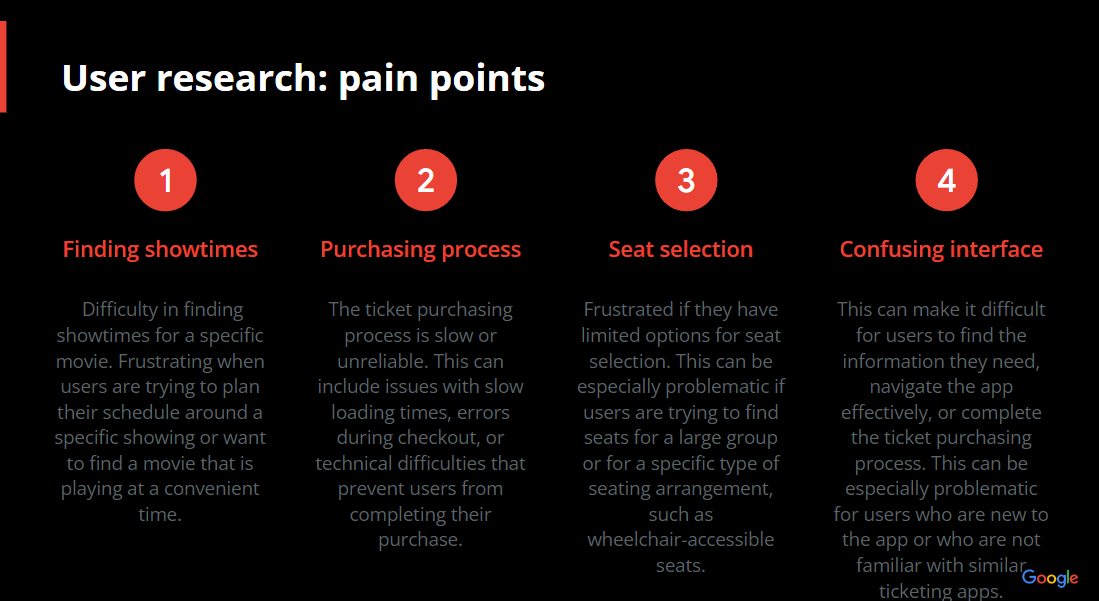 User research: pain points
1
Finding showtimes
Difficulty in finding
showtimes for a specific
movie. Frustrating when
users are trying to plan
their schedule around a
specific showing or want
to find a movie that is
playing at a convenient
time.
2
Purchasing process
The ticket purchasing
process is slow or
unreliable. This can
include issues with slow
loading times, errors
during checkout, or
technical difficulties that
prevent users from
completing their
purchase.
3
Seat selection
Frustrated if they have
limited options for seat
selection. This can be
especially problematic if
users are trying to find
seats for a large group
or for a specific type of
seating arrangement,
such as
wheelchair-accessible
seats.
4
Confusing interface
This can make it difficult
for users to find the
information they need,
navigate the app
effectively, or complete
the ticket purchasing
process. This can be
especially problematic
for users who are new to
the app or who are not
familiar with similar
ticketing apps.
Google